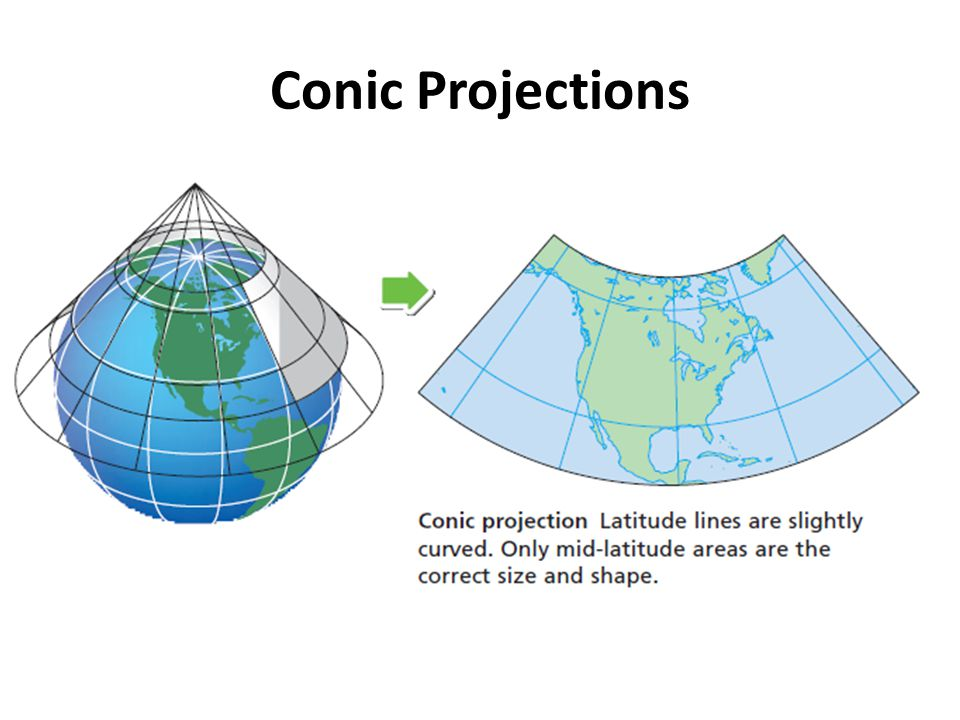 Conic Projections
Conic projection Latitude lines are slightly
curved. Only mid-latitude areas are the
correct size and shape.